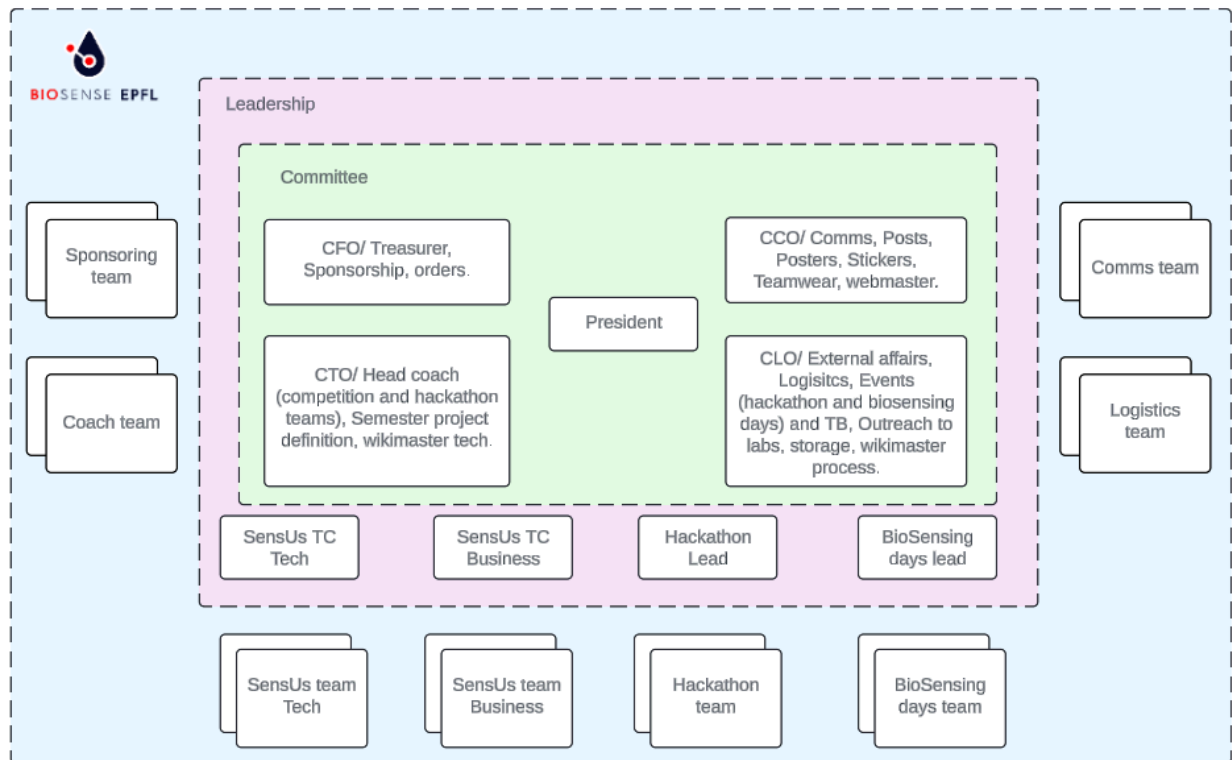 BIOSENSE EPFL
Leadership
Committee
CFO/ Treasurer,
Sponsorship, orders.
CCO/ Comms, Posts,
Posters, Stickers,
Teamwear, webmaster.
President
CTO/ Head coach
(competition and hackathon
teams), Semester project
definition, wikimaster tech.
CLO/ External affairs,
Logisitcs, Events
(hackathon and biosensing
days) and TB, Outreach to
labs, storage, wikimaster
process.
Sponsoring
team
Coach team
Comms team
Logistics
team
SensUs TC
Tech
SensUs TC
Business
Hackathon
Lead
BioSensing
days lead
SensUs team
Tech
SensUs team
Business
Hackathon
team
BioSensing
days team